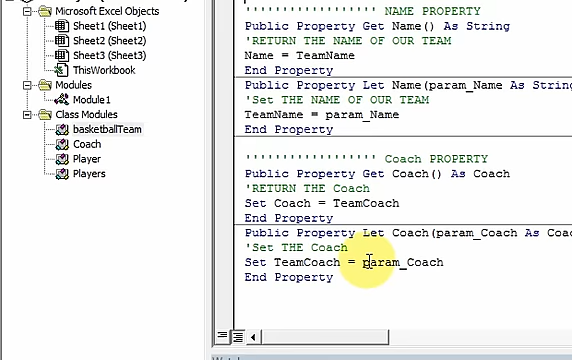 Microsoft Excel Objects
Sheet1 (Sheet1)
Sheet2 (Sheet2)
Sheet3 (Sheet3)
ThisWorkbook
Modules
Module1
Class Modules
basketballTeam
Coach
Player
Players
'''''''''''''''''' NAME PROPERTY
Public Property Get Name() As String
'RETURN THE NAME OF OUR TEAM
Name = TeamName
End Property
Public Property Let Name(param_Name As String
'Set THE NAME OF OUR TEAM
TeamName = param_Name
End Property
'''''''''''''''''' Coach PROPERTY
Public Property Get Coach() As Coach
'RETURN THE Coach
Set Coach = TeamCoach
End Property
Public Property Let Coach(param_Coach As Coac
'Set THE Coach
Set TeamCoach = param_Coach
End Property